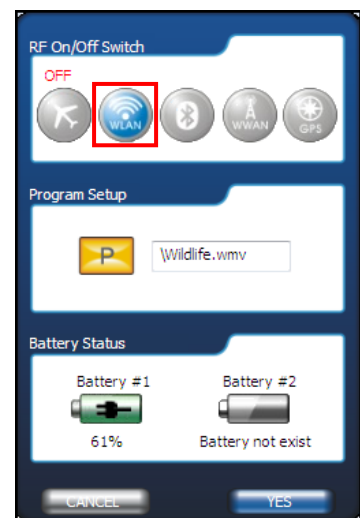 RF On/Off Switch
OFF
WLAN WWAN GPS
Program Setup
P \Wildlife.wmv
Battery Status
Battery #1 Battery #2
61% Battery not exist
CANCEL YES